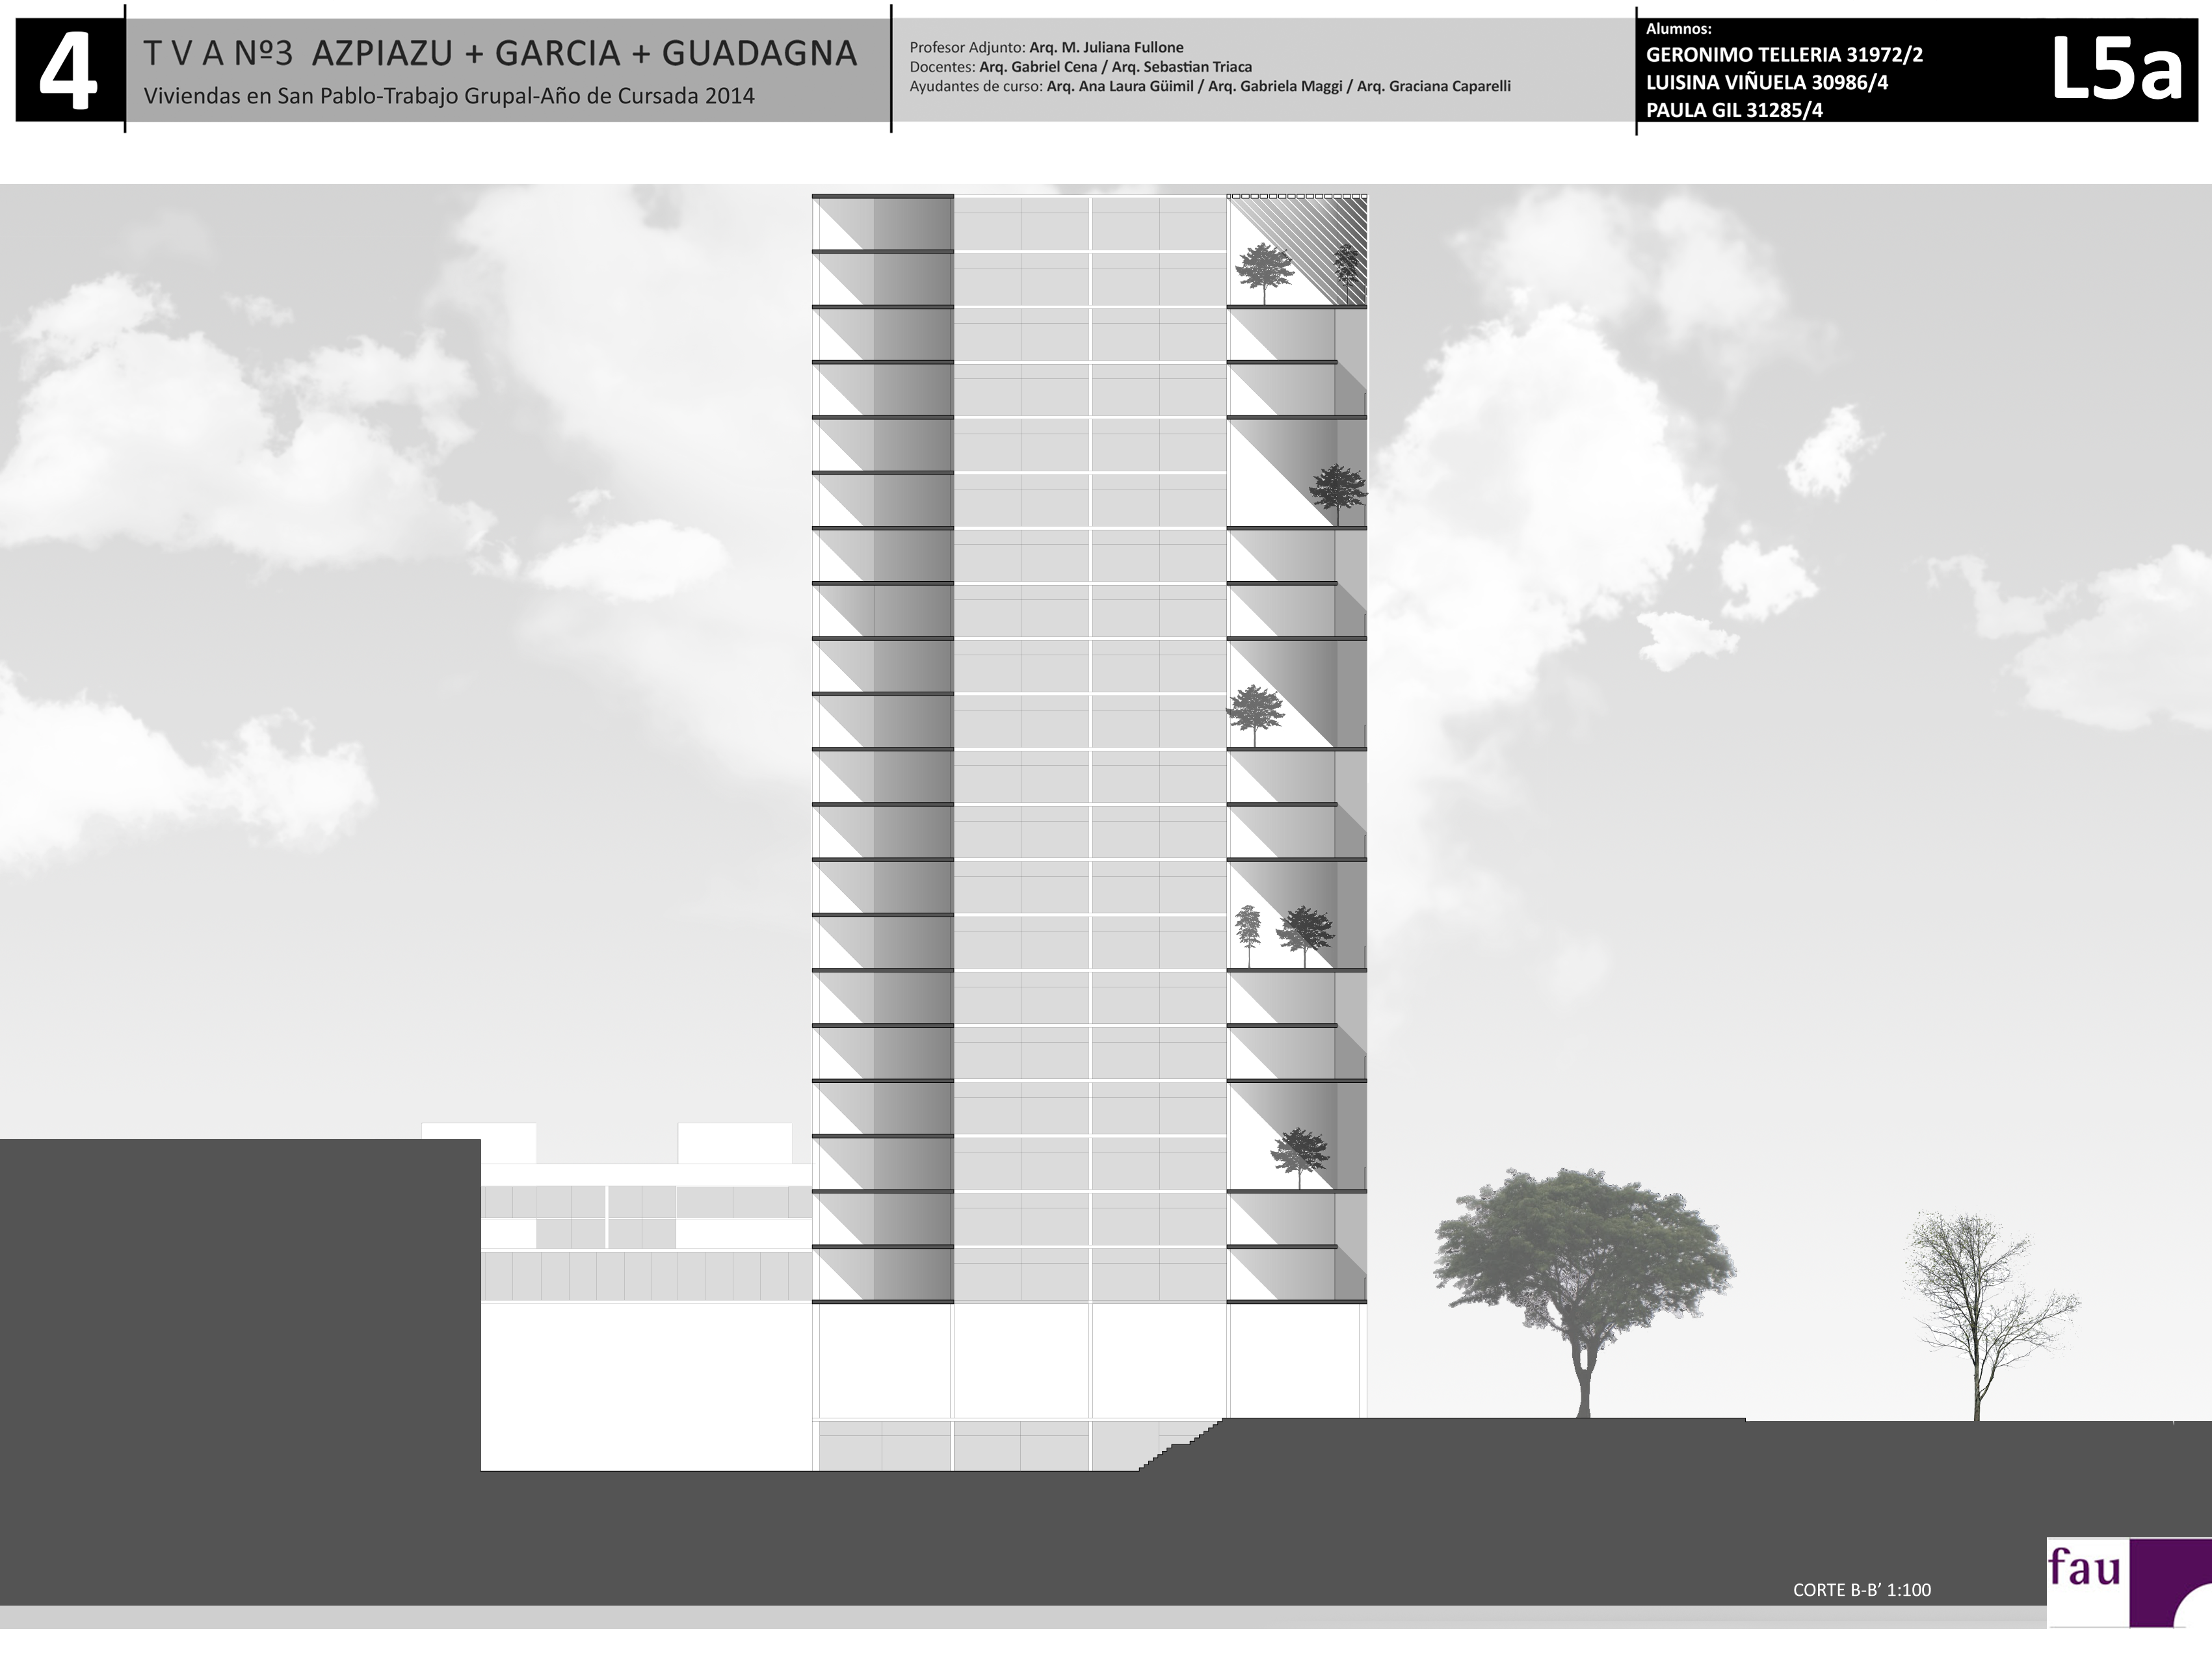 4
T V A Nº3 AZPIAZU + GARCIA + GUADAGNA
Viviendas en San Pablo-Trabajo Grupal-Año de Cursada 2014
Profesor Adjunto: Arq. M. Juliana Fullone
Docentes: Arq. Gabriel Cena / Arq. Sebastian Triaca
Ayudantes de curso: Arq. Ana Laura Güimil / Arq. Gabriela Maggi / Arq. Graciana Caparelli
Alumnos:
GERONIMO TELLERIA 31972/2
LUISINA VIÑUELA 30986/4
PAULA GIL 31285/4
L5a
CORTE B-B’ 1:100
fau